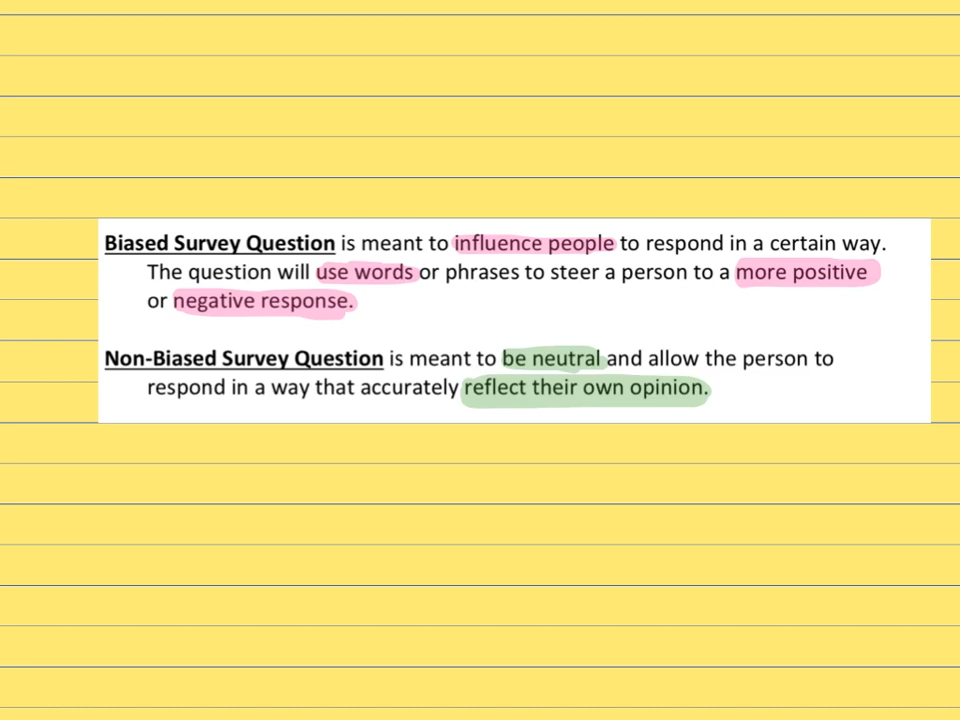 Biased Survey Question is meant to influence people to respond in a certain way.
The question will use words or phrases to steer a person to a more positive
or negative response.
Non-Biased Survey Question is meant to be neutral and allow the person to
respond in a way that accurately reflect their own opinion.